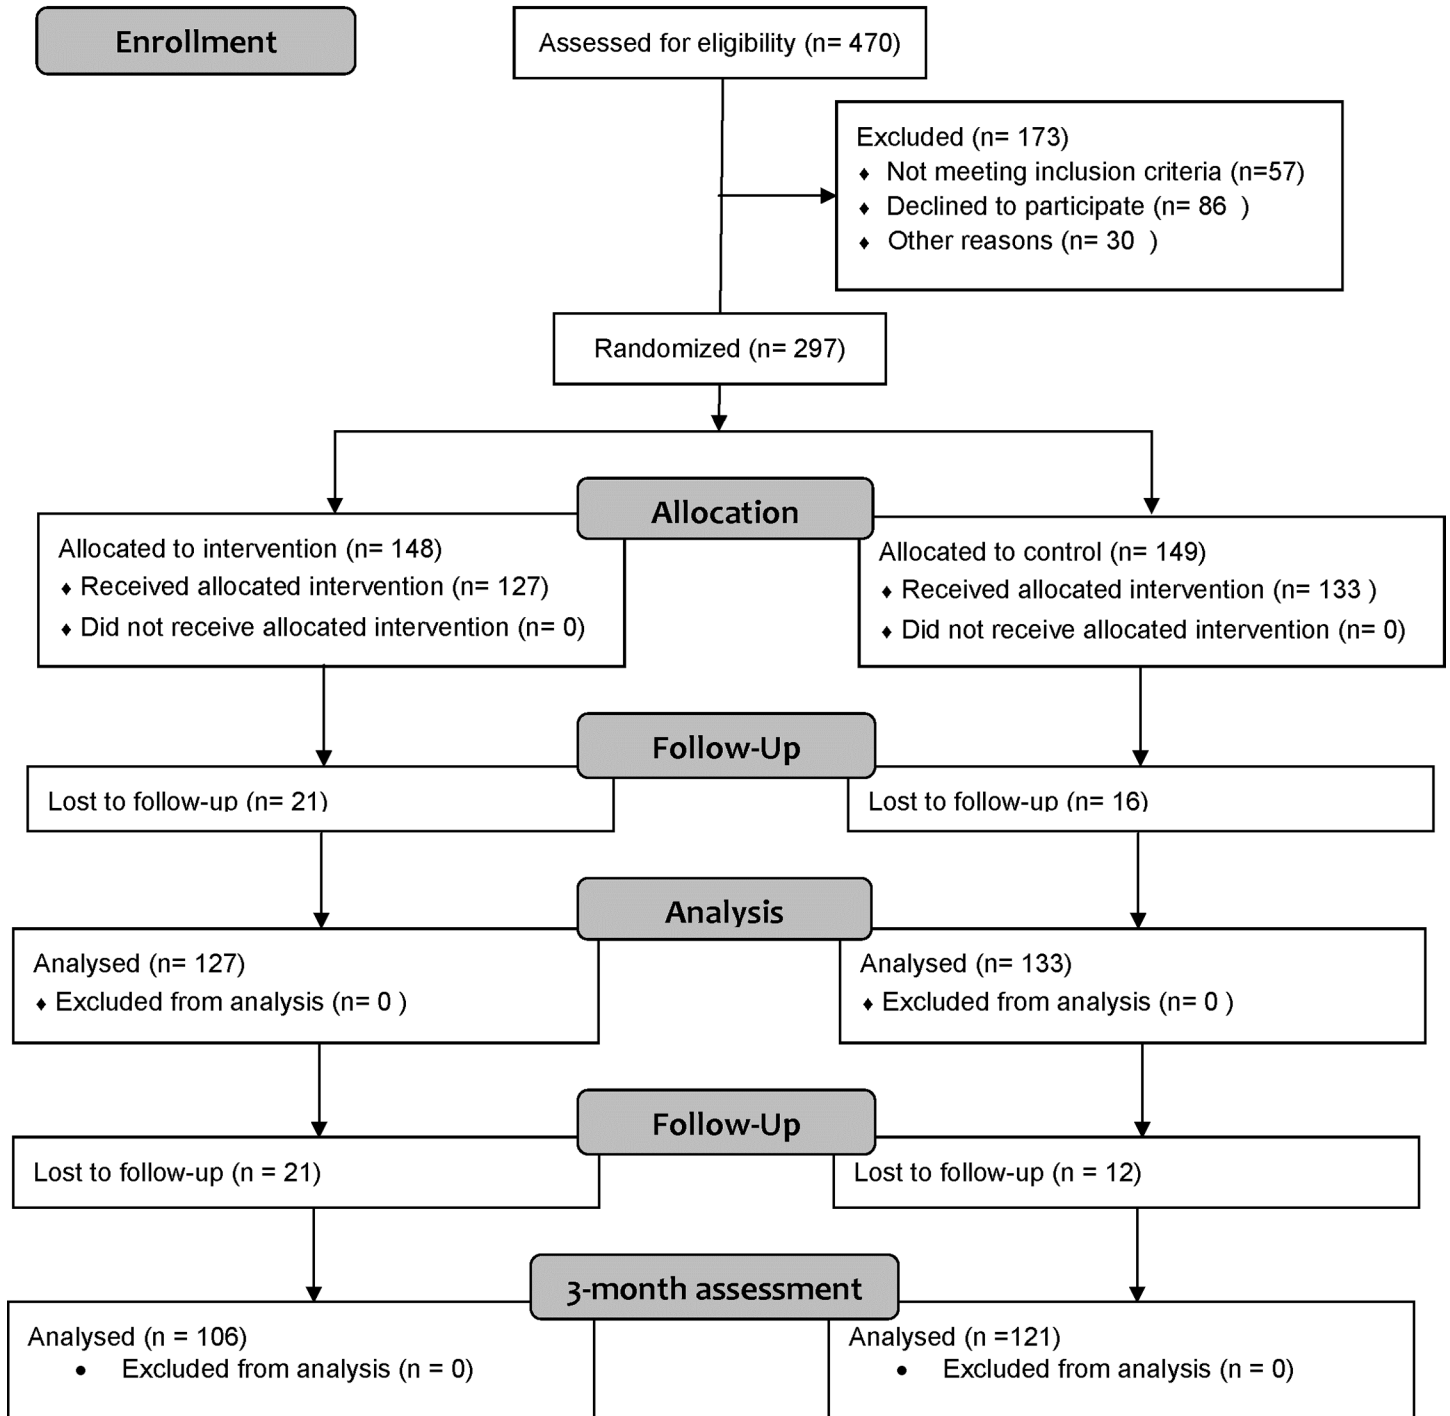 Enrollment
Assessed for eligibility (n= 470)
Excluded (n= 173)
♦ Not meeting inclusion criteria (n=57)
♦ Declined to participate (n= 86 )
♦ Other reasons (n= 30 )
Randomized (n= 297)
Allocation
Allocated to intervention (n= 148)
♦ Received allocated intervention (n= 127)
♦ Did not receive allocated intervention (n= 0)
Allocated to control (n= 149)
♦ Received allocated intervention (n= 133 )
♦ Did not receive allocated intervention (n= 0)
Follow-Up
Lost to follow-up (n= 21)
Lost to follow-up (n= 16)
Analysis
Analysed (n= 127)
♦ Excluded from analysis (n= 0 )
Analysed (n= 133)
♦ Excluded from analysis (n= 0 )
Follow-Up
Lost to follow-up (n = 21)
Lost to follow-up (n = 12)
3-month assessment
Analysed (n = 106)
• Excluded from analysis (n = 0)
Analysed (n =121)
• Excluded from analysis (n = 0)